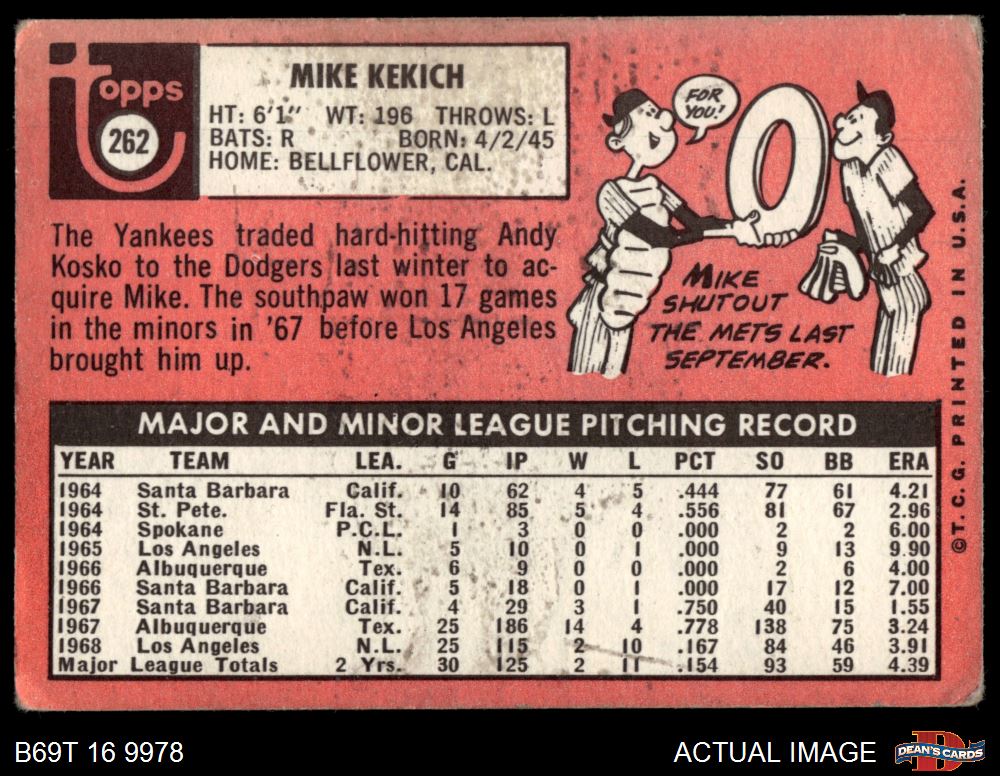 topps
262
MIKE KEKICH
HT: 6'1" WT: 196 THROWS: L
BATS: R BORN: 4/2/45
HOME: BELLFLOWER, CAL.
The Yankees traded hard-hitting Andy
Kosko to the Dodgers last winter to ac-
quire Mike. The southpaw won 17 games
in the minors in '67 before Los Angeles
brought him up.
FOR
YOU!
0
MIKE
SHUTOUT
THE METS LAST
SEPTEMBER.
MAJOR AND MINOR LEAGUE PITCHING RECORD
YEAR TEAM LEA. G IP W L PCT SO BB ERA
1964 Santa Barbara Calif. 10 62 4 5 .444 77 61 4.21
1964 St. Pete. Fla. St. 14 85 5 4 .556 81 67 2.96
1964 Spokane P.C.L. 1 3 0 0 .000 2 2 6.00
1965 Los Angeles N.L. 5 10 0 1 .000 9 13 9.90
1966 Albuquerque Tex. 6 9 0 0 .000 2 6 4.00
1966 Santa Barbara Calif. 5 18 0 1 .000 17 12 7.00
1967 Santa Barbara Calif. 4 29 3 1 .750 40 15 1.55
1967 Albuquerque Tex. 25 186 14 4 .778 138 75 3.24
1968 Los Angeles N.L. 25 115 2 10 .167 84 46 3.91
Major League Totals 2 Yrs. 30 125 2 11 .154 93 59 4.39
©T.C.G. PRINTED IN U.S.A.
B69T 16 9978
ACTUAL IMAGE
D
DEAN'S CARDS